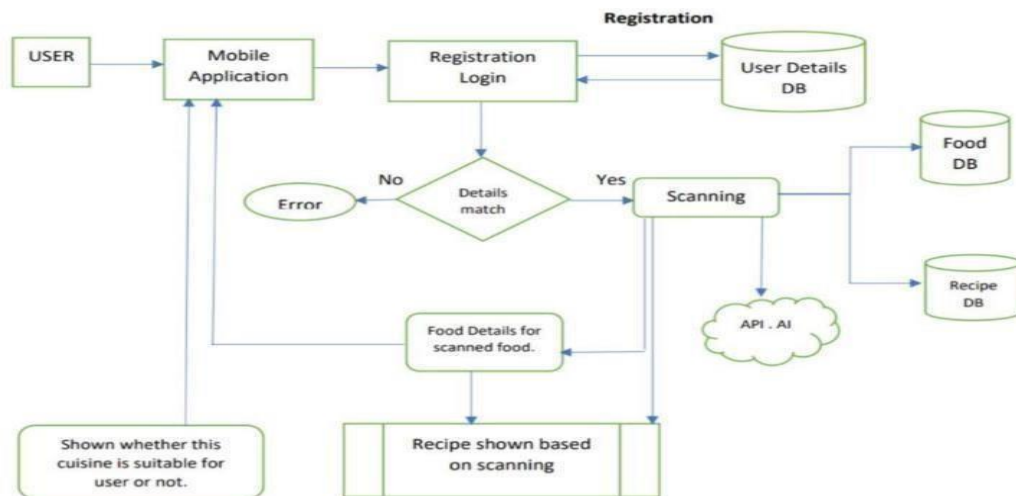 Registration
USER
Mobile
Application
Registration
Login
User Details
DB
Food
DB
No
Details
match
Yes
Scanning
Error
Recipe
DB
API . AI
Food Details for
scanned food.
Shown whether this
cuisine is suitable for
user or not.
Recipe shown based
on scanning